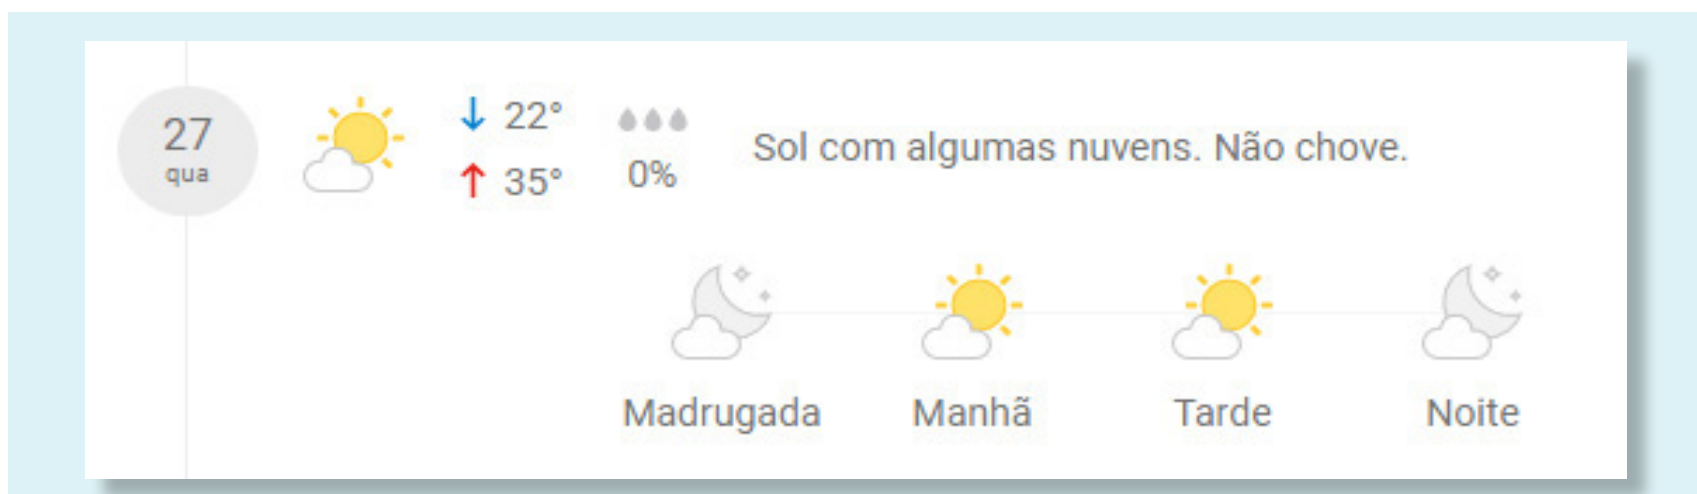 27
qua
↓ 22°
↑ 35°
0%
Sol com algumas nuvens. Não chove.
Madrugada Manhã Tarde Noite